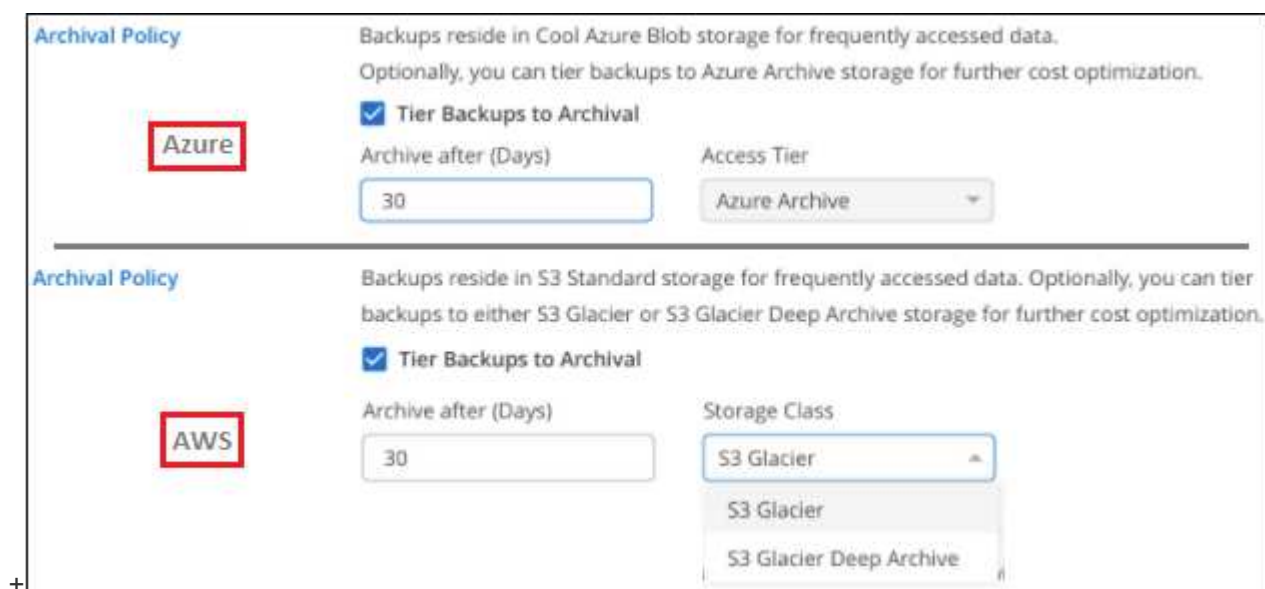 Archival Policy
Backups reside in Cool Azure Blob storage for frequently accessed data.
Optionally, you can tier backups to Azure Archive storage for further cost optimization.
Tier Backups to Archival
Azure
Archive after (Days)
Access Tier
30
Azure Archive
Archival Policy
Backups reside in S3 Standard storage for frequently accessed data. Optionally, you can tier
backups to either S3 Glacier or S3 Glacier Deep Archive storage for further cost optimization.
Tier Backups to Archival
Archive after (Days)
Storage Class
AWS
30
S3 Glacier
S3 Glacier
S3 Glacier Deep Archive
+